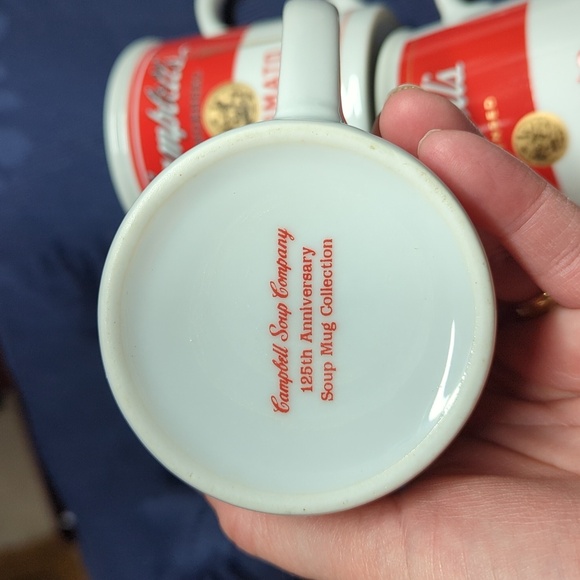 Campbell Soup Company
125th Anniversary
Soup Mug Collection